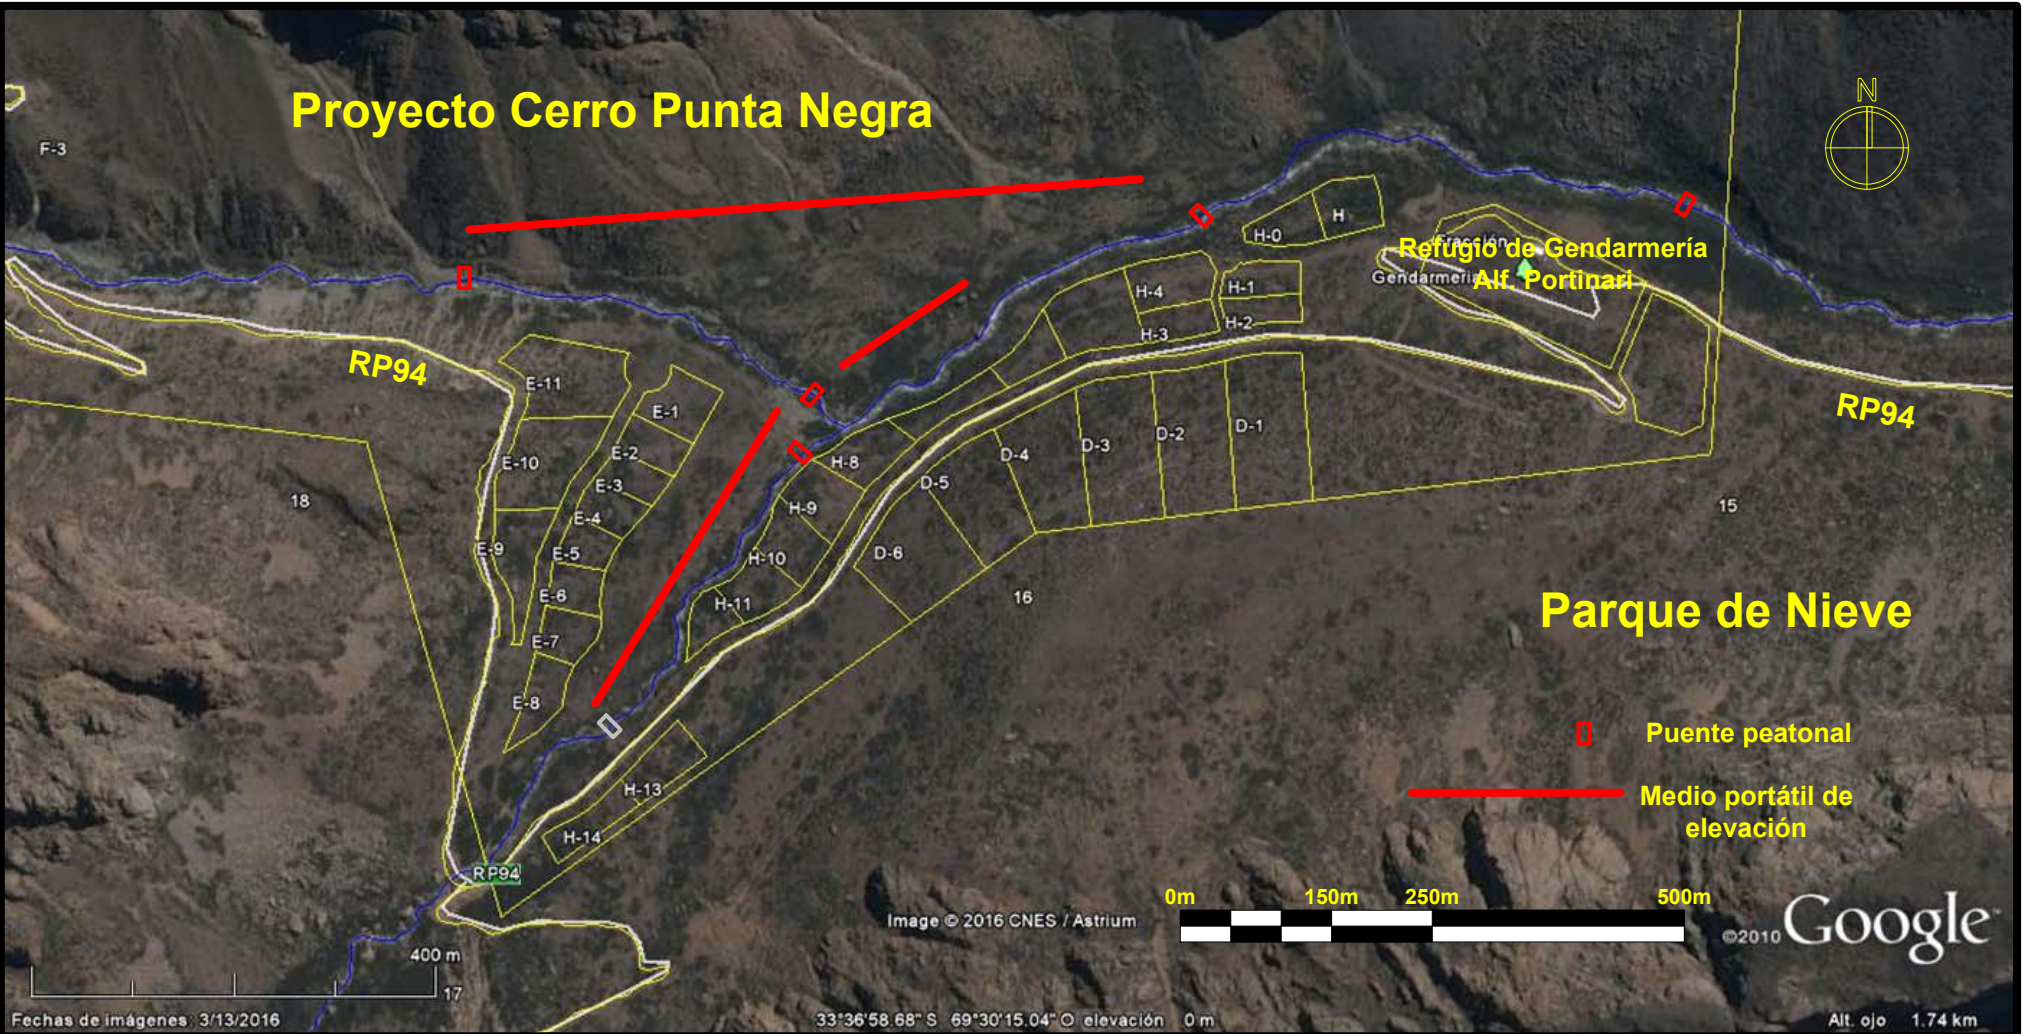 Proyecto Cerro Punta Negra
N
F-3
H
H-0
Fracción
Refugio de Gendarmería
Gendarmería
Alf. Portinari
H-4
H-1
H-3
H-2
RP94
RP94
E-11
E-1
E-10
E-2
E-3
E-4
E-9
E-5
E-6
E-7
E-8
18
H-8
H-9
H-10
H-11
D-6
D-5
D-4
D-3
D-2
D-1
15
16
Parque de Nieve
Puente peatonal
Medio portátil de
elevación
H-13
H-14
RP94
0m 150m 250m 500m
Image © 2016 CNES / Astrium
©2010 Google
400 m
17
Fechas de imágenes: 3/13/2016
33°36'58.68" S 69°30'15.04" O elevación 0 m
Alt. ojo 1.74 km